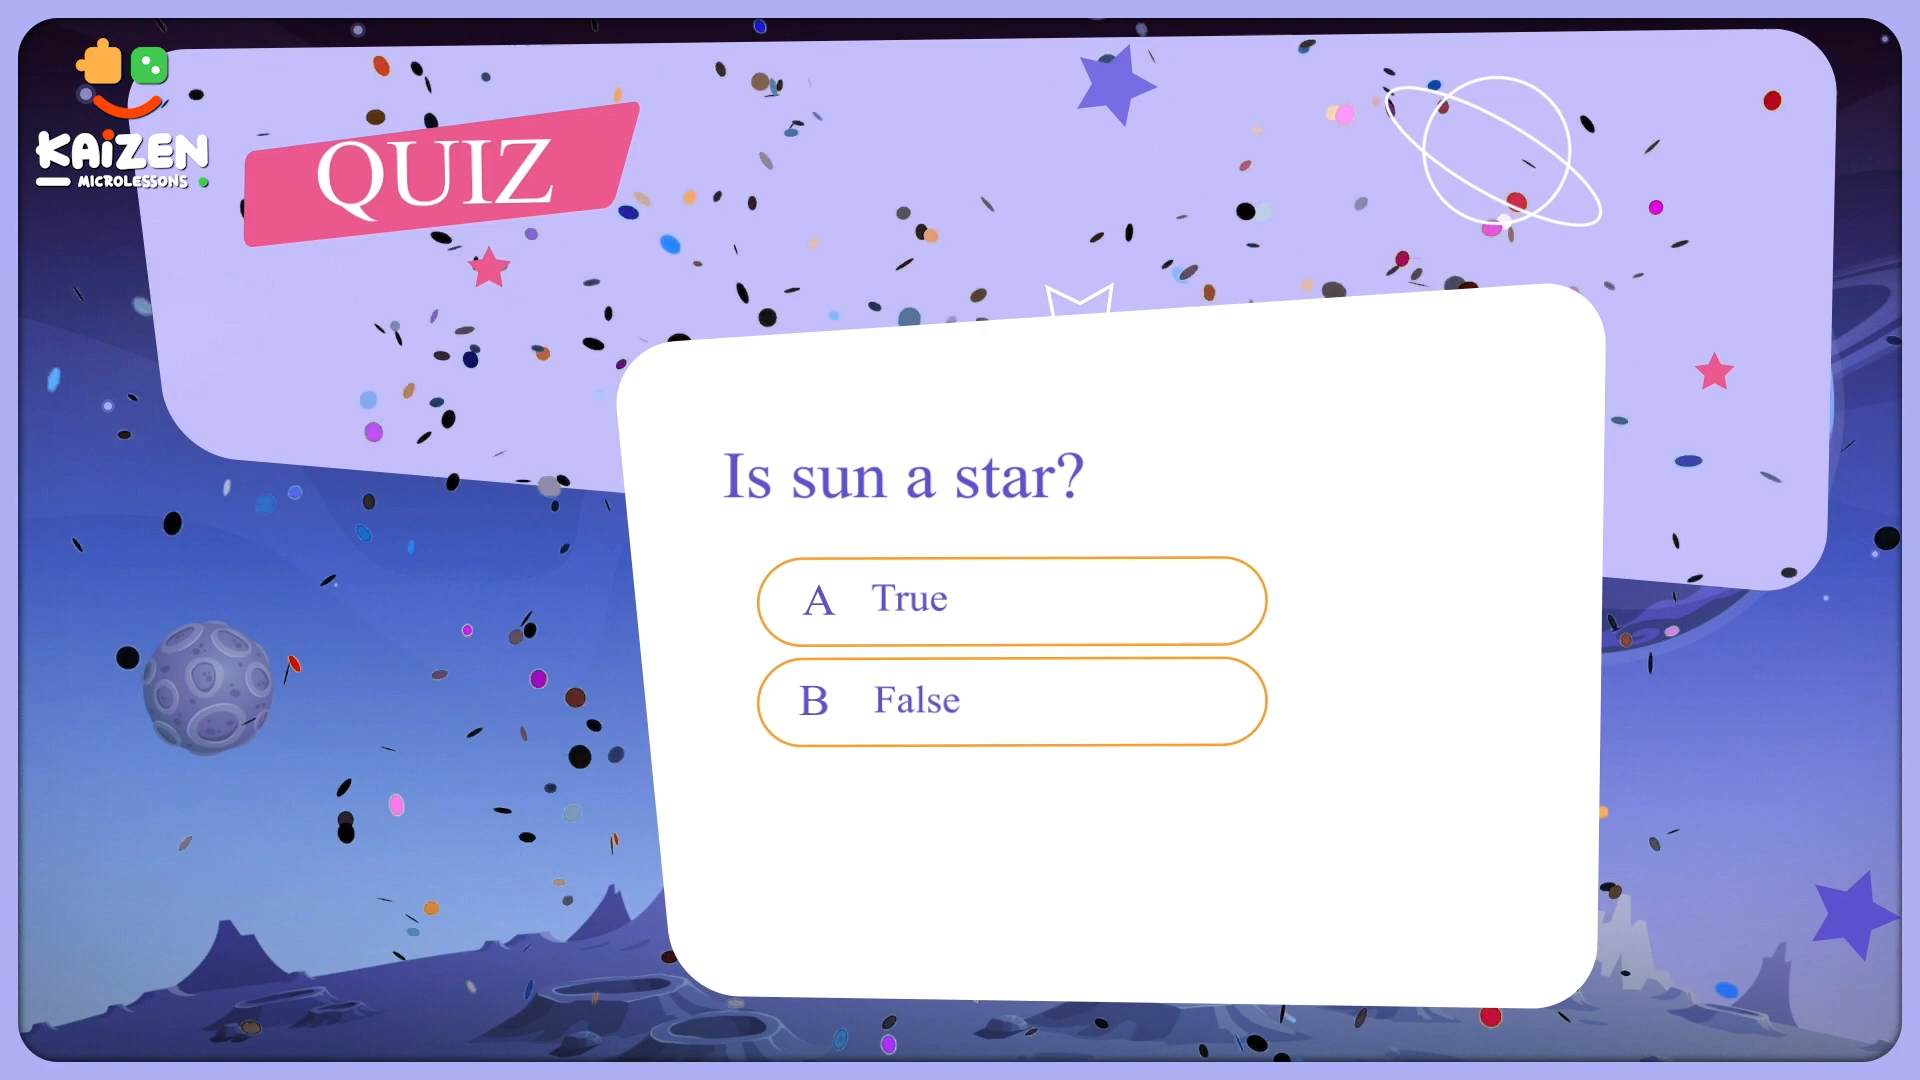 KAiZEN
MICROLESSONS
QUIZ
Is sun a star?
A True
B False